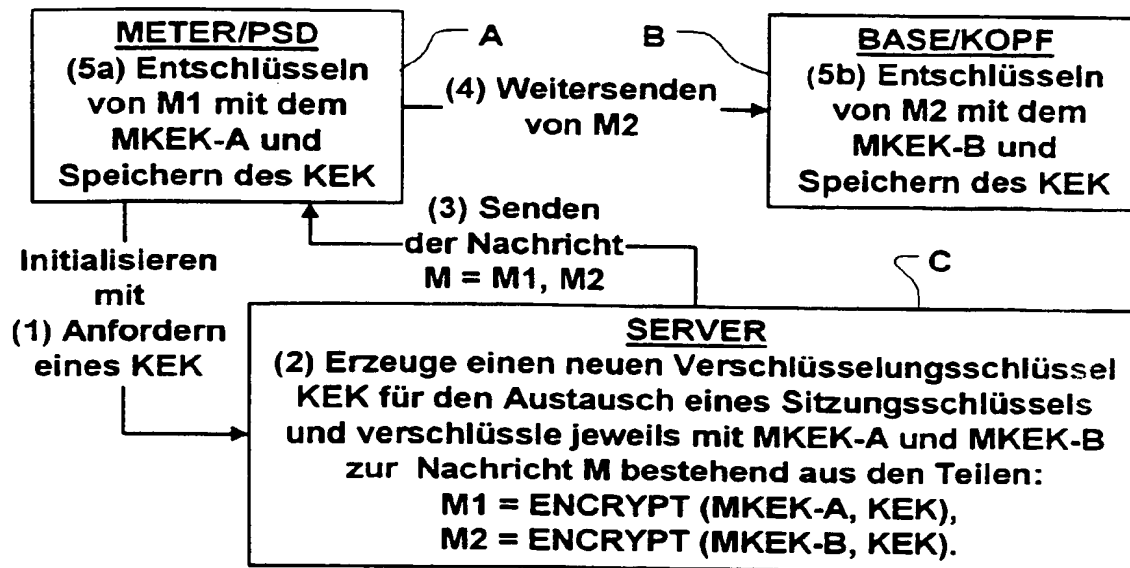 METER/PSD
(5a) Entschlüsseln
von M1 mit dem
MKEK-A und
Speichern des KEK
A
B
(4) Weitersenden
von M2
BASE/KOPF
(5b) Entschlüsseln
von M2 mit dem
MKEK-B und
Speichern des KEK
(3) Senden
der Nachricht
M = M1, M2
Initialisieren
mit
(1) Anfordern
eines KEK
C
SERVER
(2) Erzeuge einen neuen Verschlüsselungsschlüssel
KEK für den Austausch eines Sitzungsschlüssels
und verschlüssle jeweils mit MKEK-A und MKEK-B
zur Nachricht M bestehend aus den Teilen:
M1 = ENCRYPT (MKEK-A, KEK),
M2 = ENCRYPT (MKEK-B, KEK).